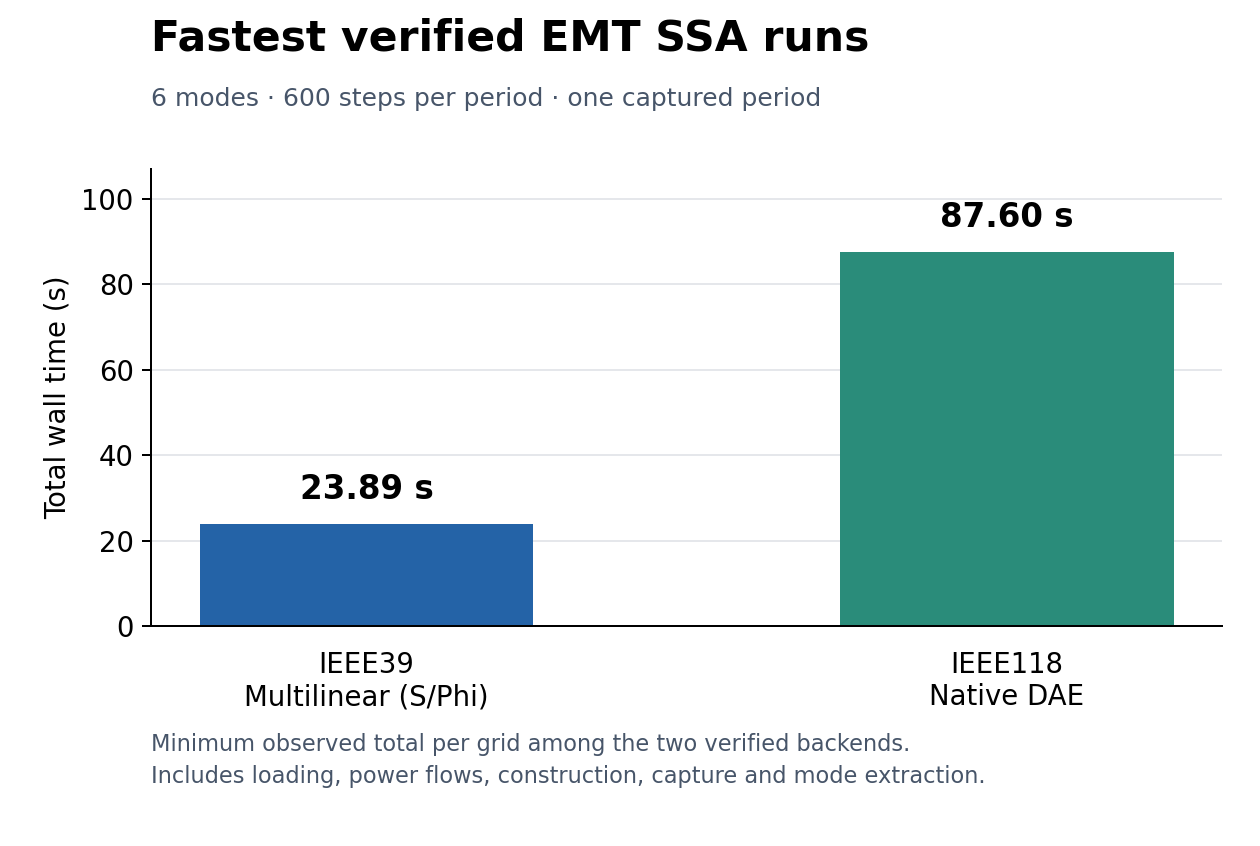 Fastest verified EMT SSA runs
6 modes · 600 steps per period · one captured period
Total wall time (s)
100
80
60
40
20
0
23.89 s
87.60 s
IEEE39
Multilinear (S/Phi)
IEEE118
Native DAE
Minimum observed total per grid among the two verified backends.
Includes loading, power flows, construction, capture and mode extraction.